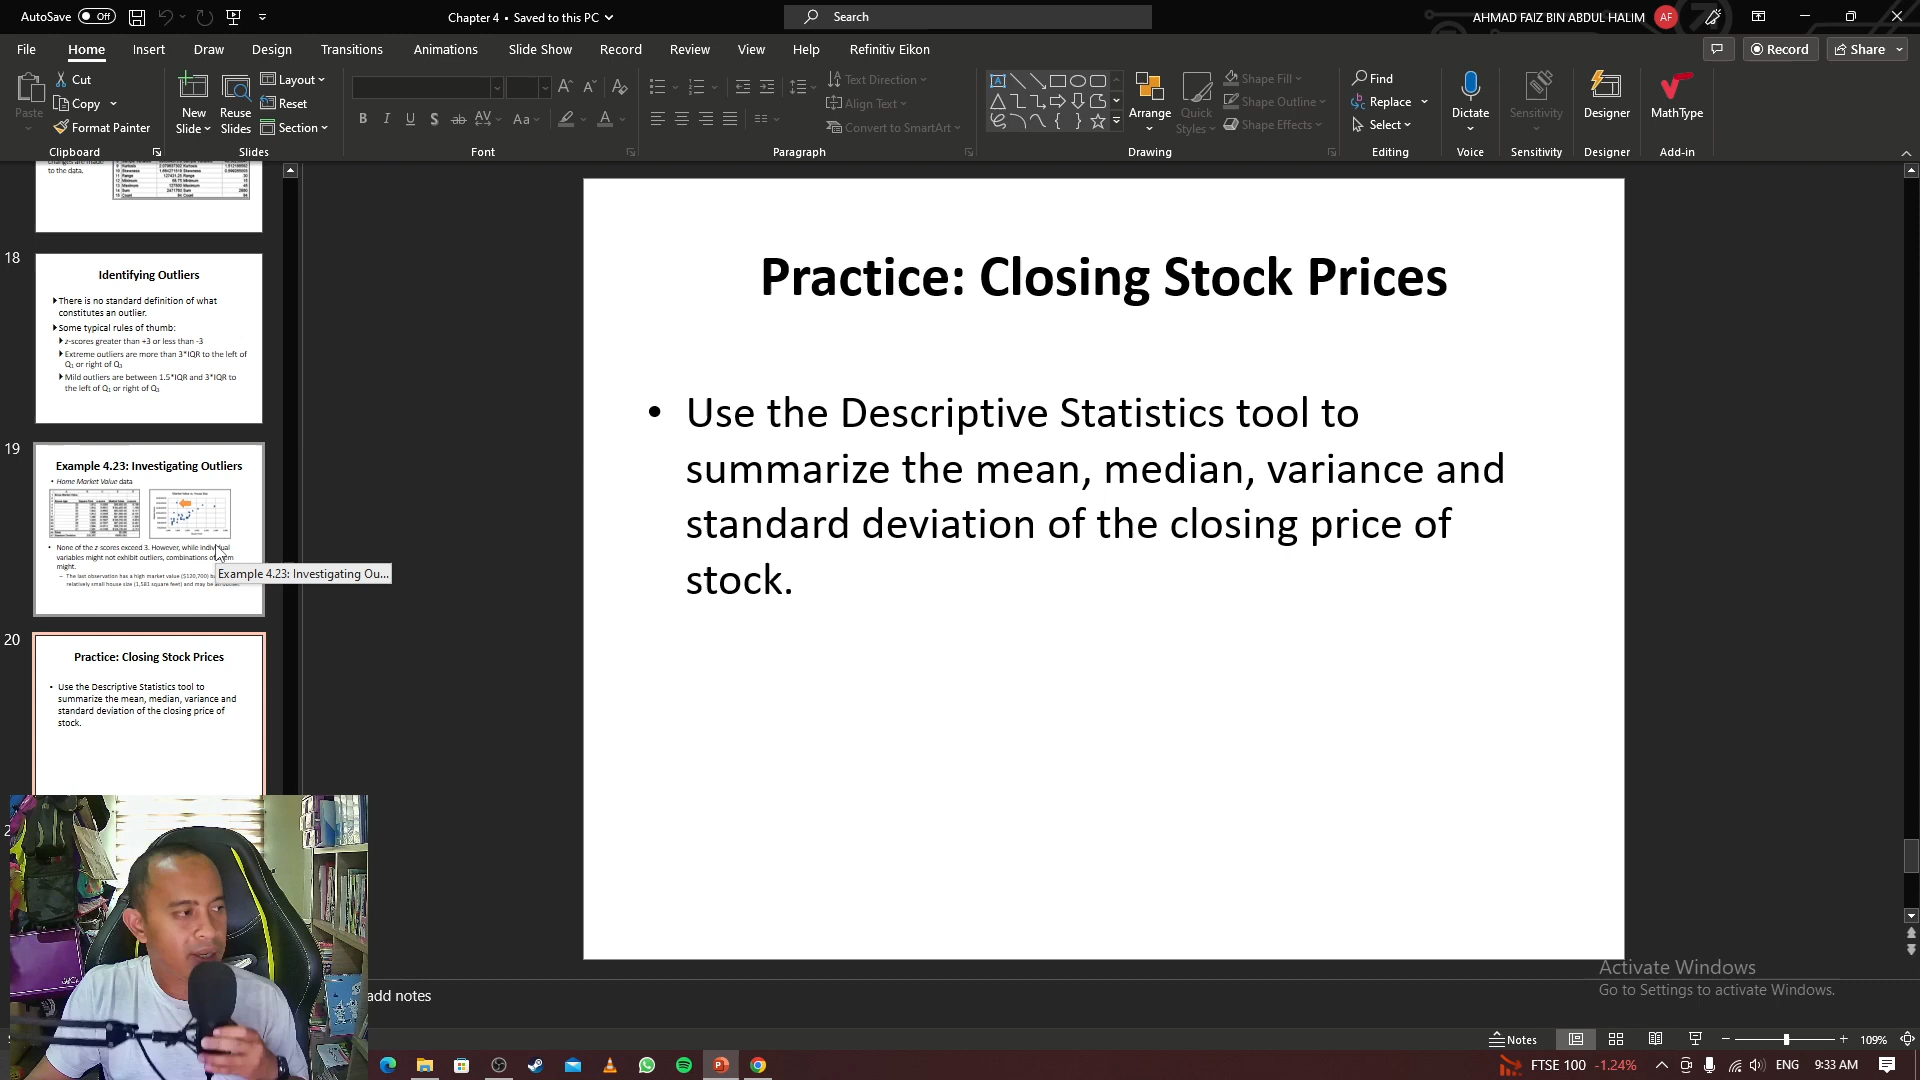 AutoSave Off
Chapter 4 • Saved to this PC
Search
AHMAD FAIZ BIN ABDUL HALIM AF
File Home Insert Draw Design Transitions Animations Slide Show Record Review View Help Refinitiv Eikon
Record Share
Paste
Cut
Copy
Format Painter
Clipboard
New
Slide
Reuse
Slides
Layout
Reset
Section
Slides
Font
Text Direction
Align Text
Convert to SmartArt
Paragraph
Arrange
Quick
Styles
Shape Fill
Shape Outline
Shape Effects
Drawing
Find
Replace
Select
Editing
Dictate
Voice
Sensitivity
Sensitivity
Designer
Designer
MathType
Add-in
to the data.
18
Identifying Outliers
There is no standard definition of what
constitutes an outlier.
Some typical rules of thumb:
z-scores greater than +3 or less than -3
Extreme outliers are more than 3*IQR to the left of
Q1 or right of Q3
Mild outliers are between 1.5*IQR and 3*IQR to
the left of Q1 or right of Q3
19
Example 4.23: Investigating Outliers
• Home Market Value data
• None of the z-scores exceed 3. However, while individual
variables might not exhibit outliers, combinations of
might.
– The last observation has a high market value ($120,700)
relatively small house size (1,581 square feet) and may be
Example 4.23: Investigating Ou...
20
Practice: Closing Stock Prices
• Use the Descriptive Statistics tool to
summarize the mean, median, variance and
standard deviation of the closing price of
stock.
Practice: Closing Stock Prices
• Use the Descriptive Statistics tool to
summarize the mean, median, variance and
standard deviation of the closing price of
stock.
add notes
Activate Windows
Go to Settings to activate Windows.
Notes
109%
FTSE 100 -1.24%
ENG
9:33 AM